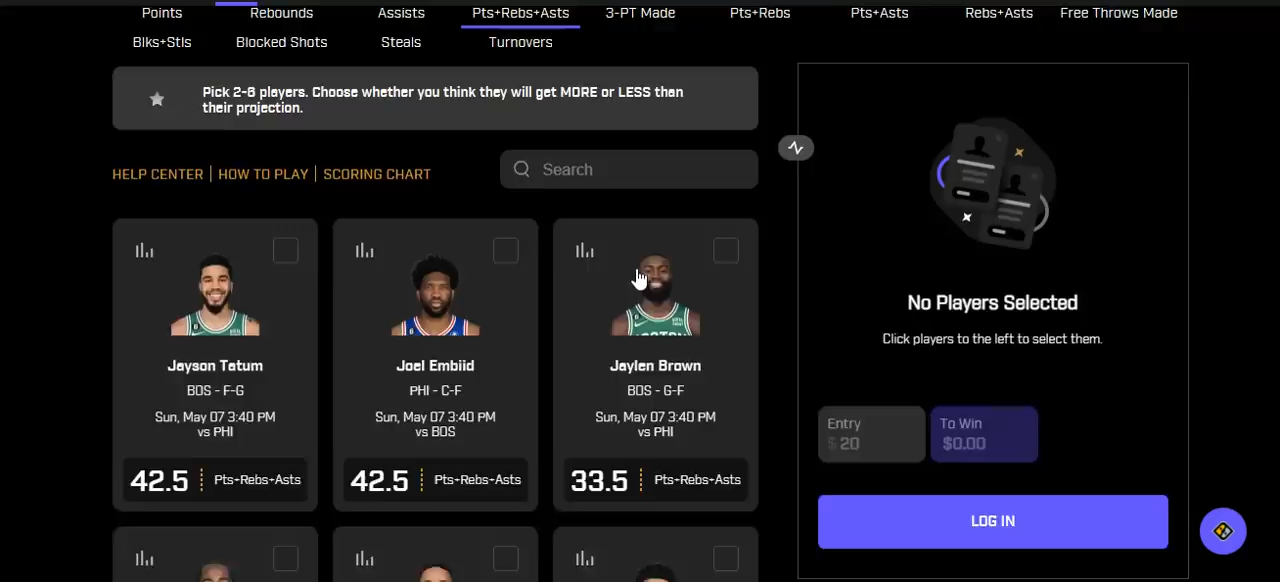 Points
Rebounds
Assists
Pts+Rebs+Asts
3-PT Made
Pts+Rebs
Pts+Asts
Rebs+Asts
Free Throws Made
Blks+Stls
Blocked Shots
Steals
Turnovers
Pick 2-6 players. Choose whether you think they will get MORE or LESS than
their projection.
HELP CENTER | HOW TO PLAY | SCORING CHART
Search
Jayson Tatum
BOS - F-G
Sun, May 07 3:40 PM
vs PHI
42.5
Pts+Rebs+Asts
Joel Embiid
PHI - C-F
Sun, May 07 3:40 PM
vs BOS
42.5
Pts+Rebs+Asts
Jaylen Brown
BOS - G-F
Sun, May 07 3:40 PM
vs PHI
33.5
Pts+Rebs+Asts
No Players Selected
Click players to the left to select them.
Entry
$ 20
To Win
$0.00
LOG IN